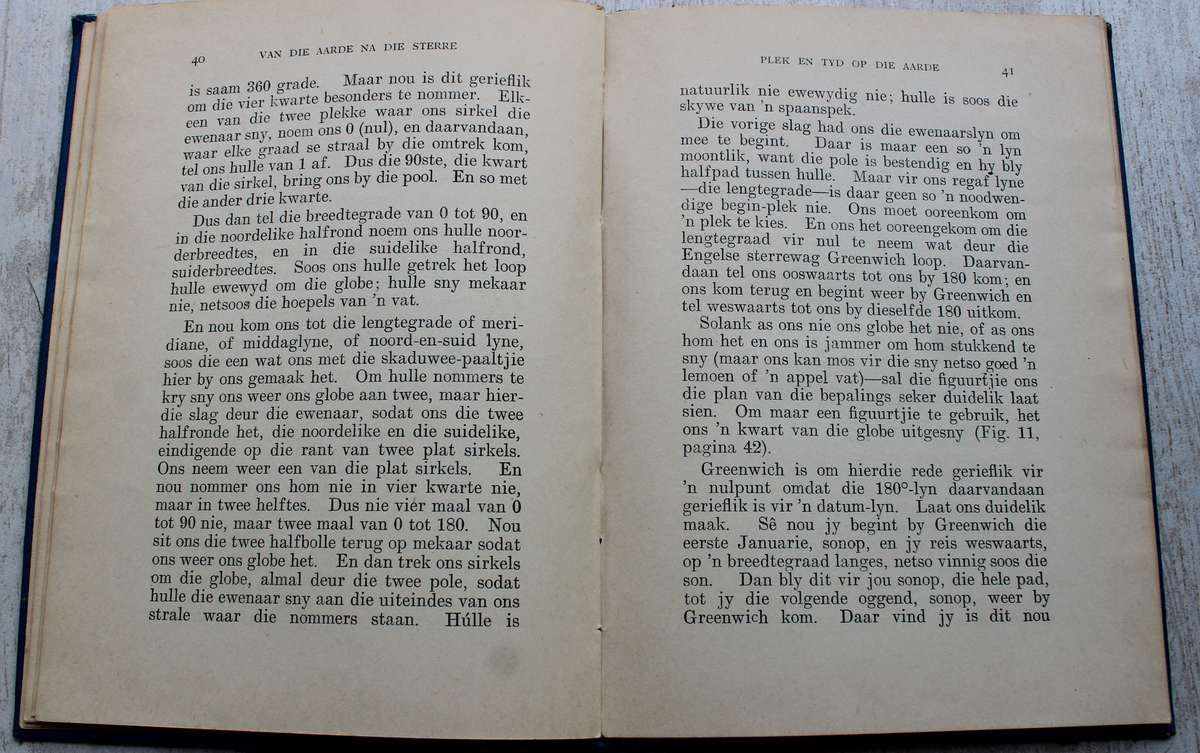 40
VAN DIE AARDE NA DIE STERRE
is saam 360 grade. Maar nou is dit gerieflik
om die vier kwarte besonders te nommer. Elk-
een van die twee plekke waar ons sirkel die
ewenaar sny, noem ons 0 (nul), en daarvandaan,
waar elke graad se straal by die omtrek kom,
tel ons hulle van 1 af. Dus die 90ste, die kwart
van die sirkel, bring ons by die pool. En so met
die ander drie kwarte.
Dus dan tel die breedtegrade van 0 tot 90, en
in die noordelike halfrond noem ons hulle noor-
derbreedtes, en in die suidelike halfrond,
suiderbreedtes. Soos ons hulle getrek het loop
hulle ewewyd om die globe; hulle sny mekaar
nie, netsoos die hoepels van 'n vat.
En nou kom ons tot die lengtegrade of meri-
diane, of middaglyne, of noord-en-suid lyne,
soos die een wat ons met die skaduwee-paaltjie
hier by ons gemaak het. Om hulle nommers te
kry sny ons weer ons globe aan twee, maar hier-
die slag deur die ewenaar, sodat ons die twee
halfronde het, die noordelike en die suidelike,
eindigende op die rant van twee plat sirkels.
Ons neem weer een van die plat sirkels. En
nou nommer ons hom nie in vier kwarte nie,
maar in twee helftes. Dus nie viér maal van 0
tot 90 nie, maar twee maal van 0 tot 180. Nou
sit ons die twee halfbolle terug op mekaar sodat
ons weer ons globe het. En dan trek ons sirkels
om die globe, almal deur die twee pole, sodat
hulle die ewenaar sny aan die uiteindes van ons
strale waar die nommers staan. Húlle is
PLEK EN TYD OP DIE AARDE
41
natuurlik nie ewewydig nie; hulle is soos die
skywe van 'n spaanspek.
Die vorige slag had ons die ewenaarslyn om
mee te begint. Daar is maar een so 'n lyn
moontlik, want die pole is bestendig en hy bly
halfpad tussen hulle. Maar vir ons regaf lyne
—die lengtegrade—is daar geen so 'n noodwen-
dige begin-plek nie. Ons moet ooreenkom om
'n plek te kies. En ons het ooreengekom om die
lengtegraad vir nul te neem wat deur die
Engelse sterrewag Greenwich loop. Daarvan-
daan tel ons ooswaarts tot ons by 180 kom; en
ons kom terug en begint weer by Greenwich en
tel weswaarts tot ons by dieselfde 180 uitkom.
Solank as ons nie ons globe het nie, of as ons
hom het en ons is jammer om hom stukkend te
sny (maar ons kan mos vir die sny netso goed 'n
lemoen of 'n appel vat)—sal die figuurtjie ons
die plan van die bepalings seker duidelik laat
sien. Om maar een figuurtjie te gebruik, het
ons 'n kwart van die globe uitgesny (Fig. 11,
pagina 42).
Greenwich is om hierdie rede gerieflik vir
'n nulpunt omdat die 180°-lyn daarvandaan
gerieflik is vir 'n datum-lyn. Laat ons duidelik
maak. Sê nou jy begint by Greenwich die
eerste Januarie, sonop, en jy reis weswaarts,
op 'n breedtegraad langes, netso vinnig soos die
son. Dan bly dit vir jou sonop, die hele pad,
tot jy die volgende oggend, sonop, weer by
Greenwich kom. Daar vind jy is dit nou